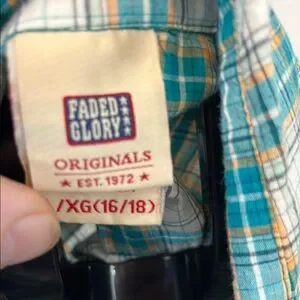 FADED
GLORY
ORIGINALS
★ EST. 1972 ★
/XG(16/18)